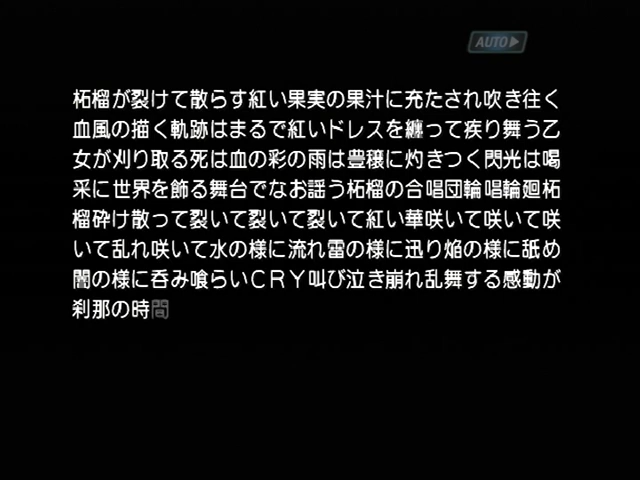 AUTO▶
柘榴が裂けて散らす紅い果実の果汁に充たされ吹き往く
血風の描く軌跡はまるで紅いドレスを纏って疾り舞う乙
女が刈り取る死は血の彩の雨は豊穣に灼きつく閃光は喝
采に世界を飾る舞台でなお謡う柘榴の合唱団輪唱輪廻柘
榴砕け散って裂いて裂いて裂いて紅い華咲いて咲いて咲
いて乱れ咲いて水の様に流れ雷の様に迅り焔の様に舐め
闇の様に呑み喰らいＣＲＹ叫び泣き崩れ乱舞する感動が
刹那の時間